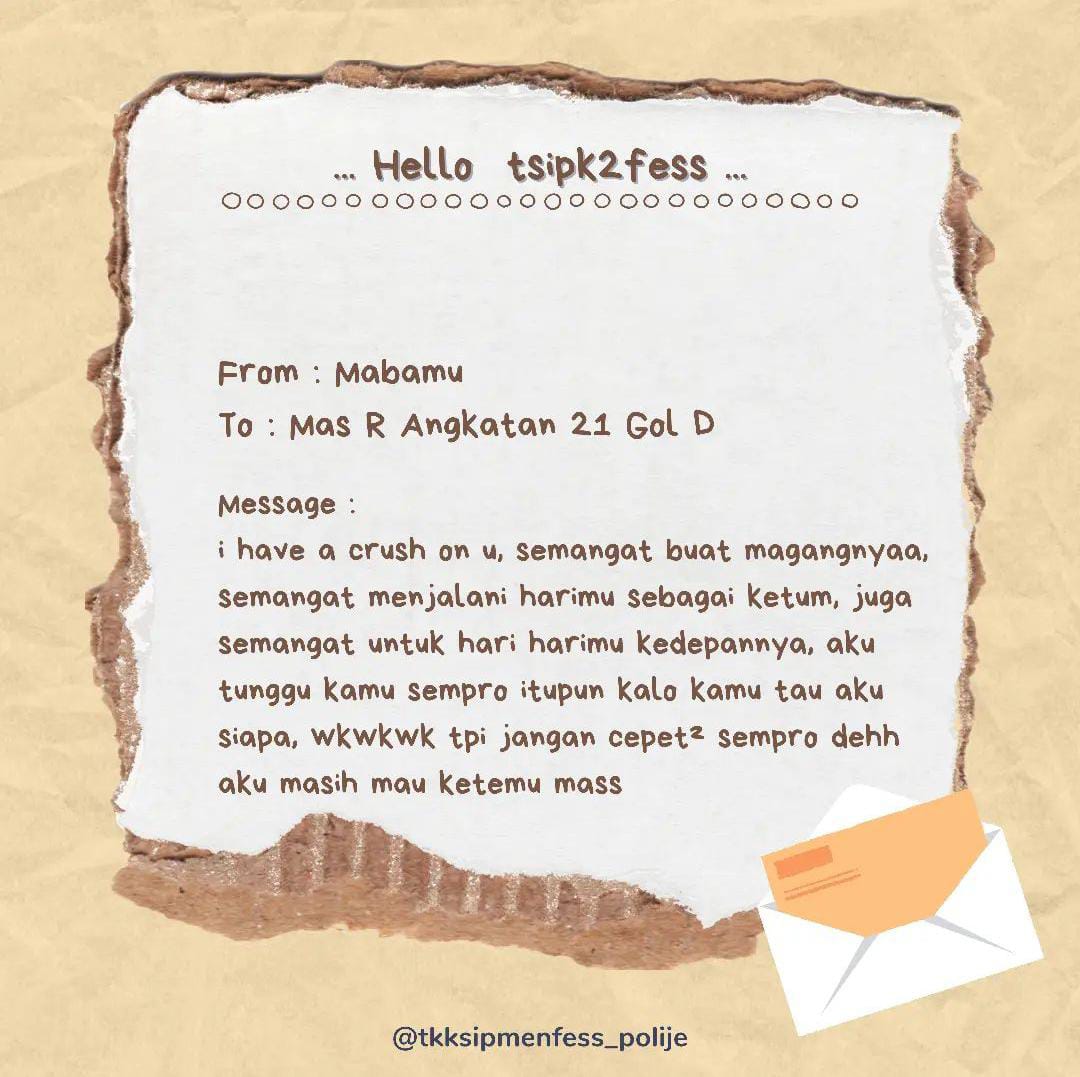 ... Hello tsipk2fess ...
From : Mabamu
To : Mas R Angkatan 21 Gol D
Message :
i have a crush on u, semangat buat magangnyaa,
semangat menjalani harimu sebagai ketum, juga
semangat untuk hari harimu kedepannya, aku
tunggu kamu sempro itupun kalo kamu tau aku
siapa, wkwkwk tpi jangan cepet² sempro dehh
aku masih mau ketemu mass
@tkksipmenfess_polije